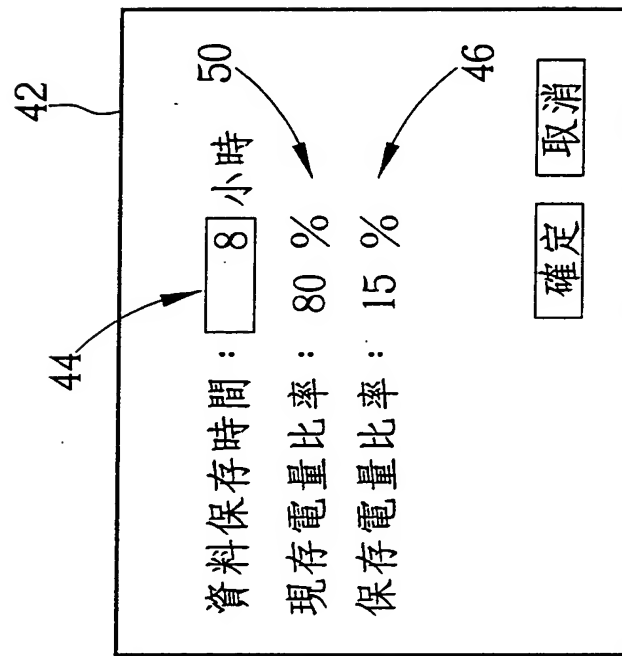 42
44
資料保存時間： 8 小時
50
現存電量比率： 80 %
46
保存電量比率： 15 %
確定 取消